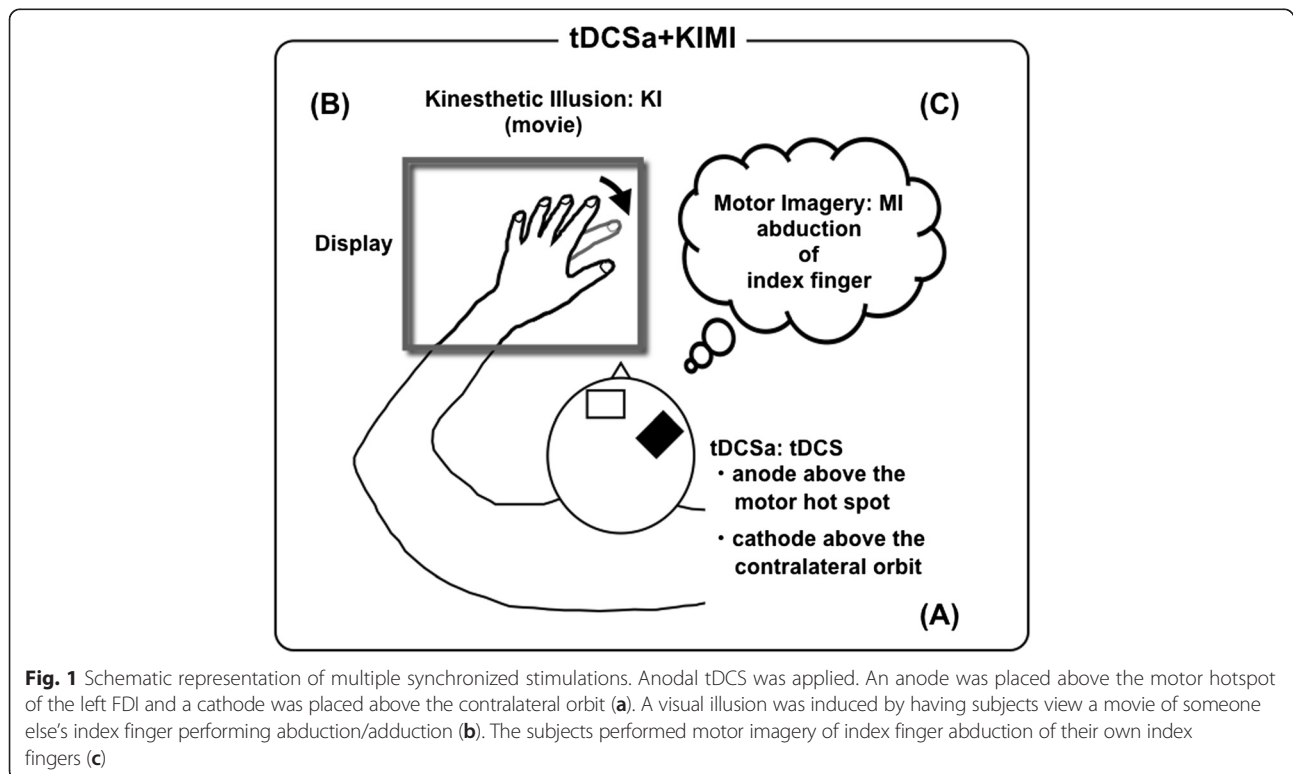 tDCSa+KIMI
(B)
Kinesthetic Illusion: KI
(movie)
(C)
Display
Motor Imagery: MI
abduction
of
index finger
tDCSa: tDCS
・anode above the
motor hot spot
・cathode above the
contralateral orbit
(A)
Fig. 1 Schematic representation of multiple synchronized stimulations. Anodal tDCS was applied. An anode was placed above the motor hotspot
of the left FDI and a cathode was placed above the contralateral orbit (a). A visual illusion was induced by having subjects view a movie of someone
else's index finger performing abduction/adduction (b). The subjects performed motor imagery of index finger abduction of their own index
fingers (c)